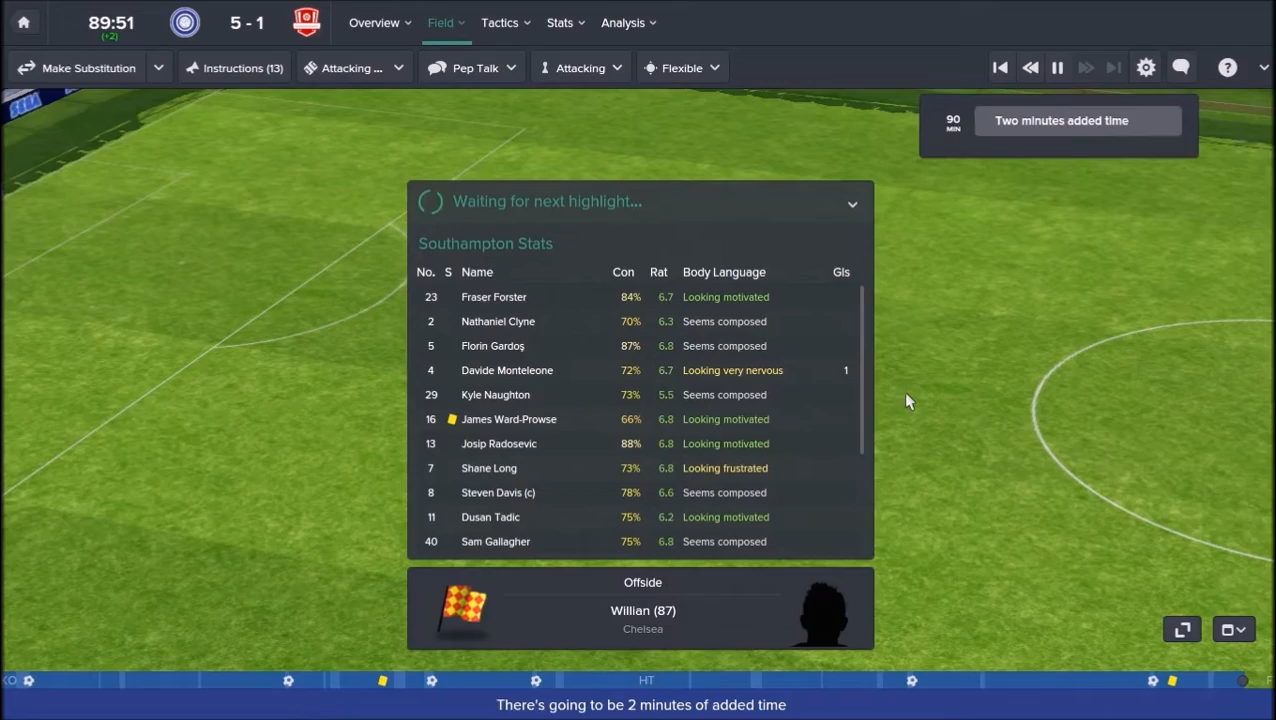 89:51
(+2)
5 - 1
Overview
Field
Tactics
Stats
Analysis
Make Substitution
Instructions (13)
Attacking ...
Pep Talk
Attacking
Flexible
?
SEGA
90
MIN
Two minutes added time
Waiting for next highlight...
Southampton Stats
No. S Name Con Rat Body Language Gls
23 Fraser Forster 84% 6.7 Looking motivated
2 Nathaniel Clyne 70% 6.3 Seems composed
5 Florin Gardoş 87% 6.8 Seems composed
4 Davide Monteleone 72% 6.7 Looking very nervous 1
29 Kyle Naughton 73% 5.5 Seems composed
16 James Ward-Prowse 66% 6.8 Looking motivated
13 Josip Radosevic 88% 6.8 Looking motivated
7 Shane Long 73% 6.8 Looking frustrated
8 Steven Davis (c) 78% 6.6 Seems composed
11 Dusan Tadic 75% 6.2 Looking motivated
40 Sam Gallagher 75% 6.8 Seems composed
Offside
Willian (87)
Chelsea
KO HT F
There's going to be 2 minutes of added time